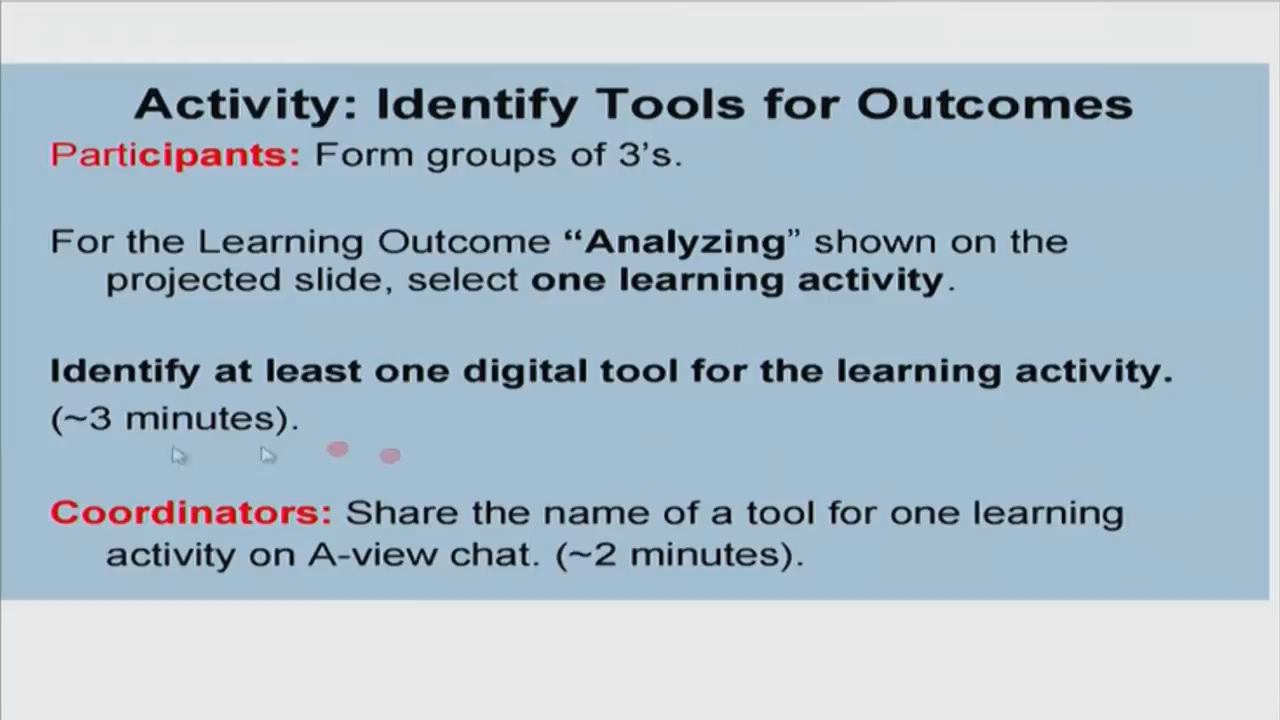 Activity: Identify Tools for Outcomes
Participants: Form groups of 3’s.
For the Learning Outcome “Analyzing” shown on the
projected slide, select one learning activity.
Identify at least one digital tool for the learning activity.
(~3 minutes).
Coordinators: Share the name of a tool for one learning
activity on A-view chat. (~2 minutes).